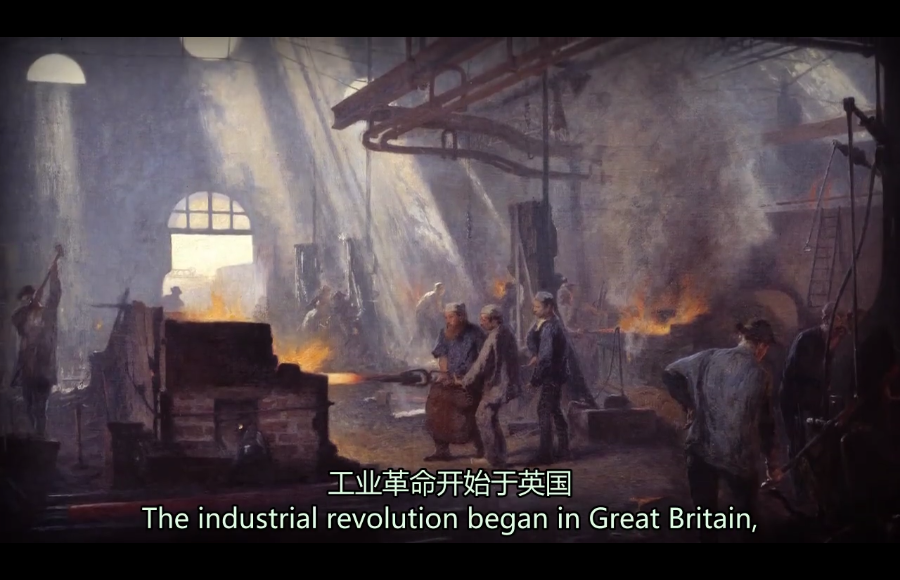 工业革命开始于英国
The industrial revolution began in Great Britain,